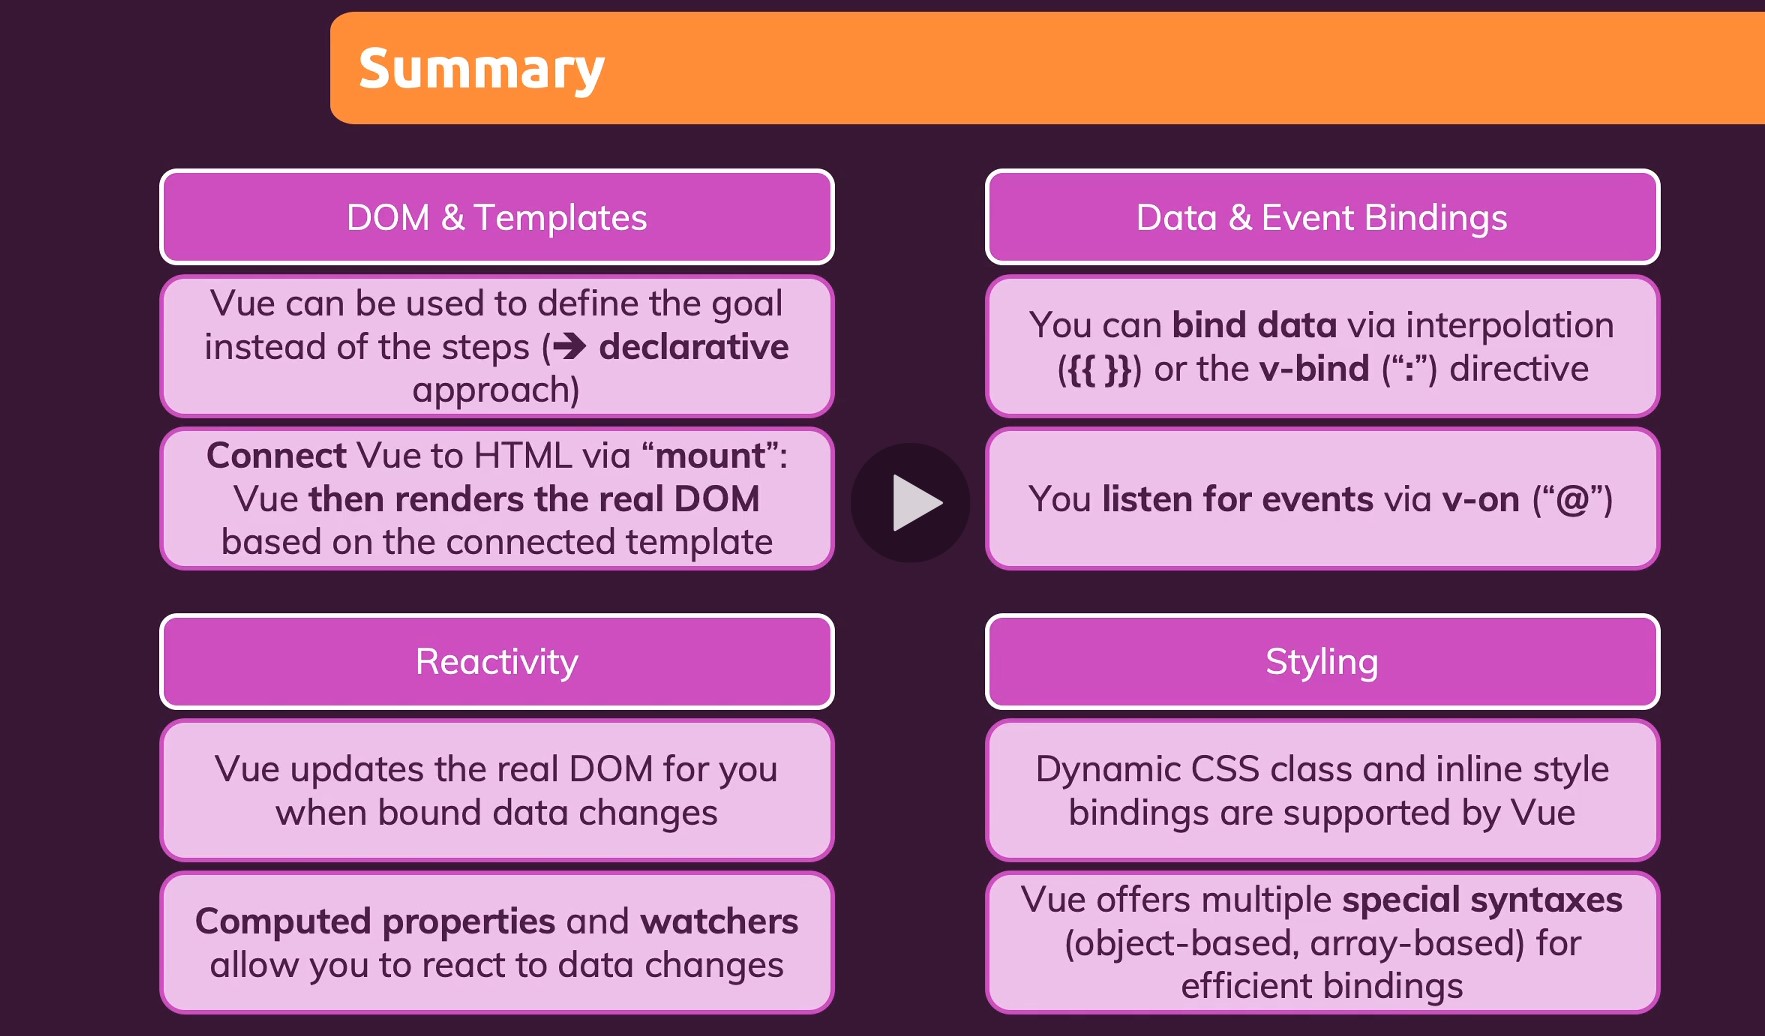 Summary
DOM & Templates
Vue can be used to define the goal
instead of the steps (➔ declarative
approach)
Connect Vue to HTML via “mount”:
Vue then renders the real DOM
based on the connected template
Data & Event Bindings
You can bind data via interpolation
({{ }}) or the v-bind (“:”) directive
You listen for events via v-on (“@”)
Reactivity
Vue updates the real DOM for you
when bound data changes
Computed properties and watchers
allow you to react to data changes
Styling
Dynamic CSS class and inline style
bindings are supported by Vue
Vue offers multiple special syntaxes
(object-based, array-based) for
efficient bindings